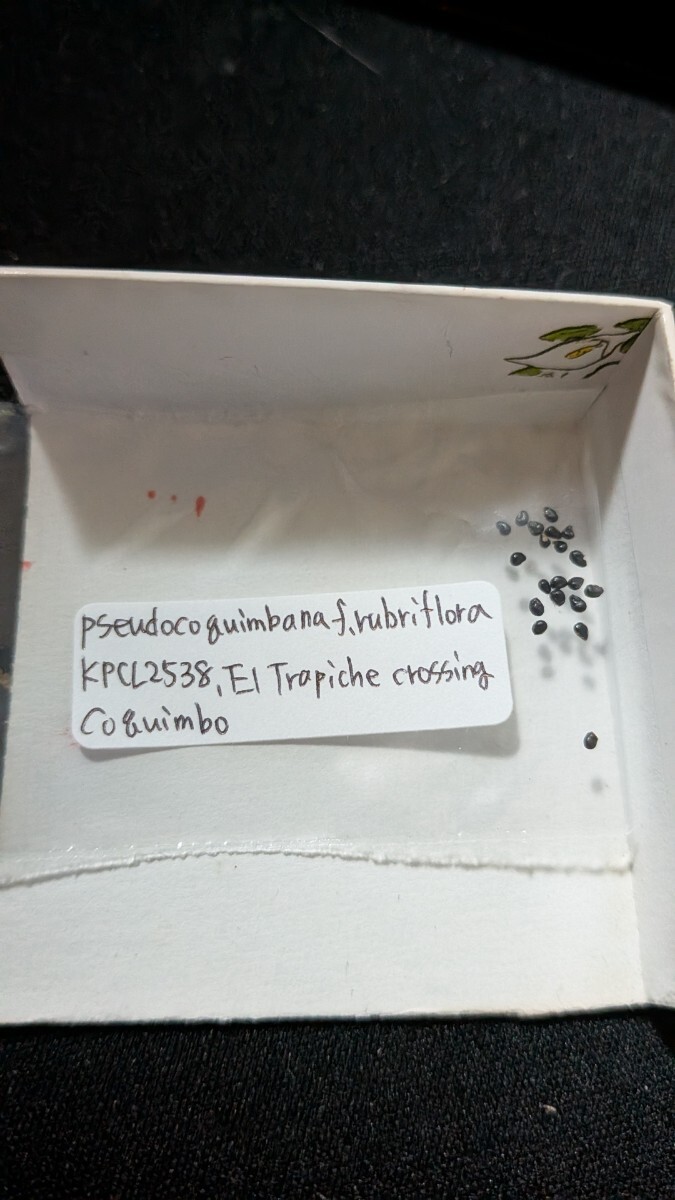 pseudocoquimbana f. rubriflora
KPCL2538, El Trapiche crossing
Coquimbo